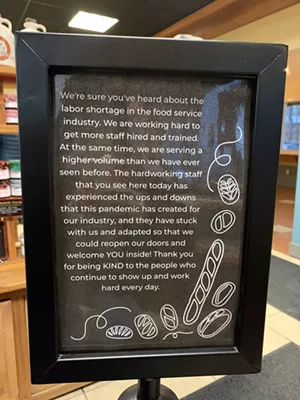 We're sure you've heard about the
labor shortage in the food service
industry. We are working hard to
get more staff hired and trained.
At the same time, we are serving a
higher volume than we have ever
seen before. The hardworking staff
that you see here today has
experienced the ups and downs
that this pandemic has created for
our industry, and they have stuck
with us and adapted so that we
could reopen our doors and
welcome YOU inside! Thank you
for being KIND to the people who
continue to show up and work
hard every day.